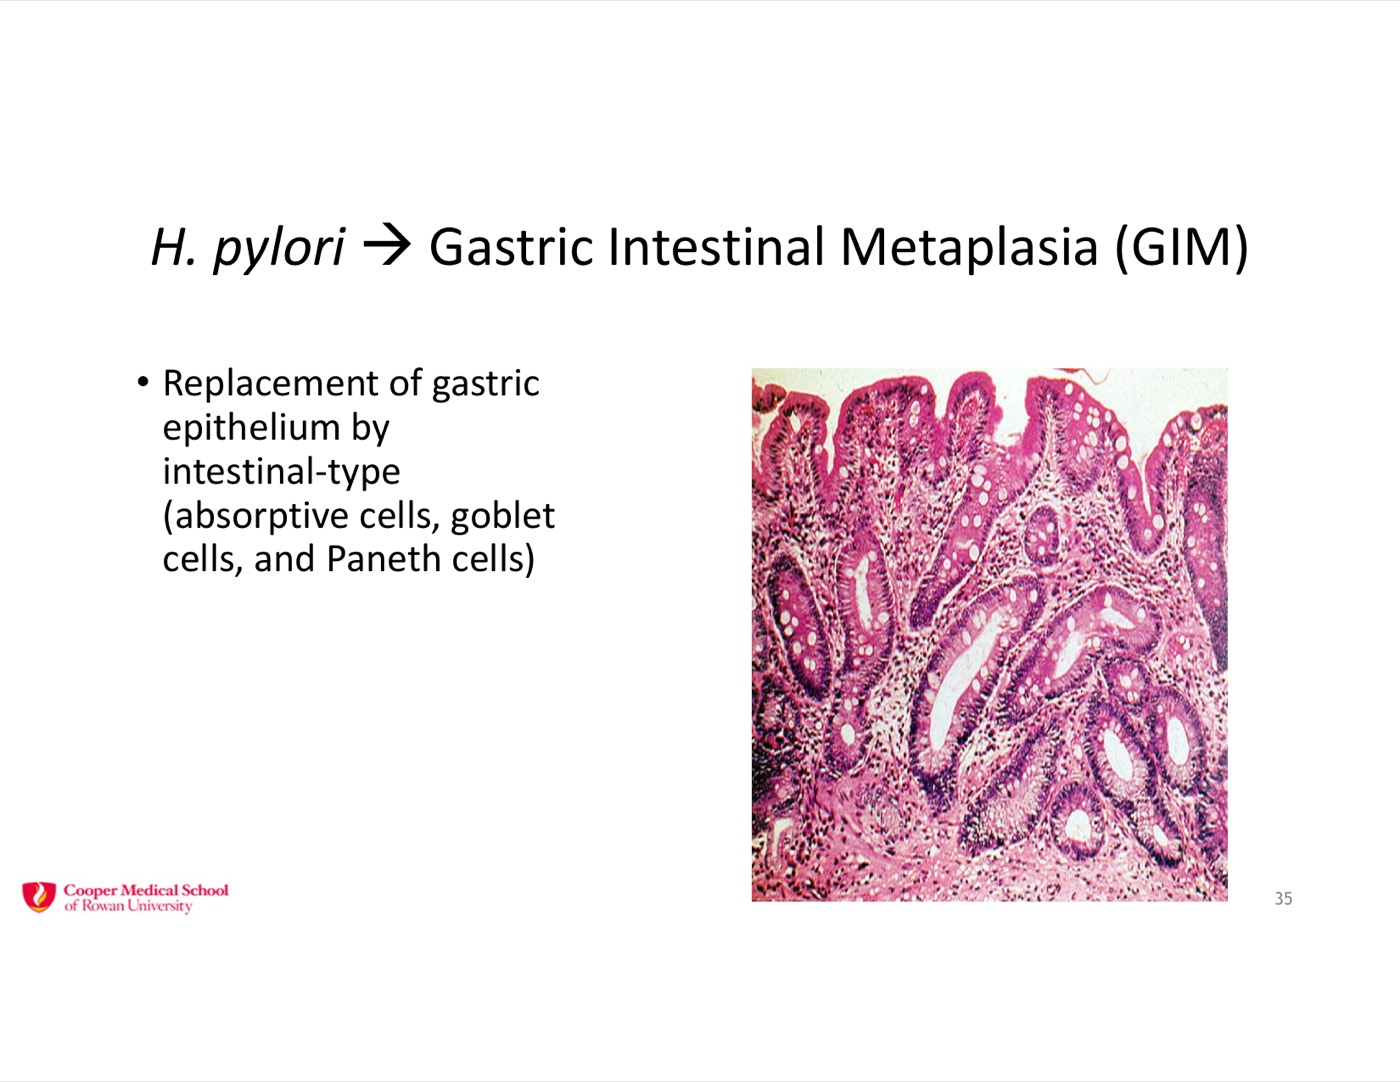 H. pylori → Gastric Intestinal Metaplasia (GIM)
• Replacement of gastric
epithelium by
intestinal-type
(absorptive cells, goblet
cells, and Paneth cells)
Cooper Medical School
of Rowan University
35